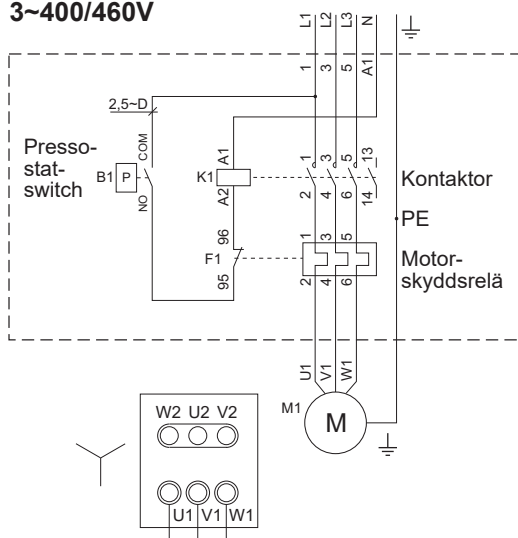 3~400/460V
L1 L2 L3 N
1 3 5 A1
2,5~D
Presso-
stat-
switch
B1 P
COM
NO
K1
A1
A2
1 3 5 13
2 4 6 14
Kontaktor
PE
96
F1
95
1 3 5
2 4 6
Motor-
skyddsrelä
U1 V1 W1
M1
M
W2 U2 V2
U1 V1 W1